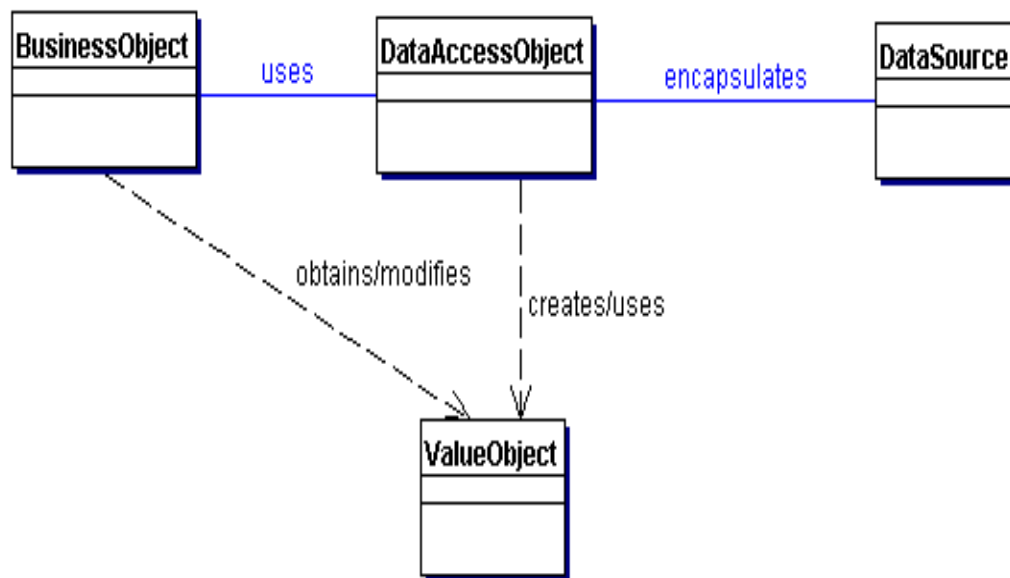 BusinessObject
uses
DataAccessObject
encapsulates
DataSource
obtains/modifies
creates/uses
ValueObject